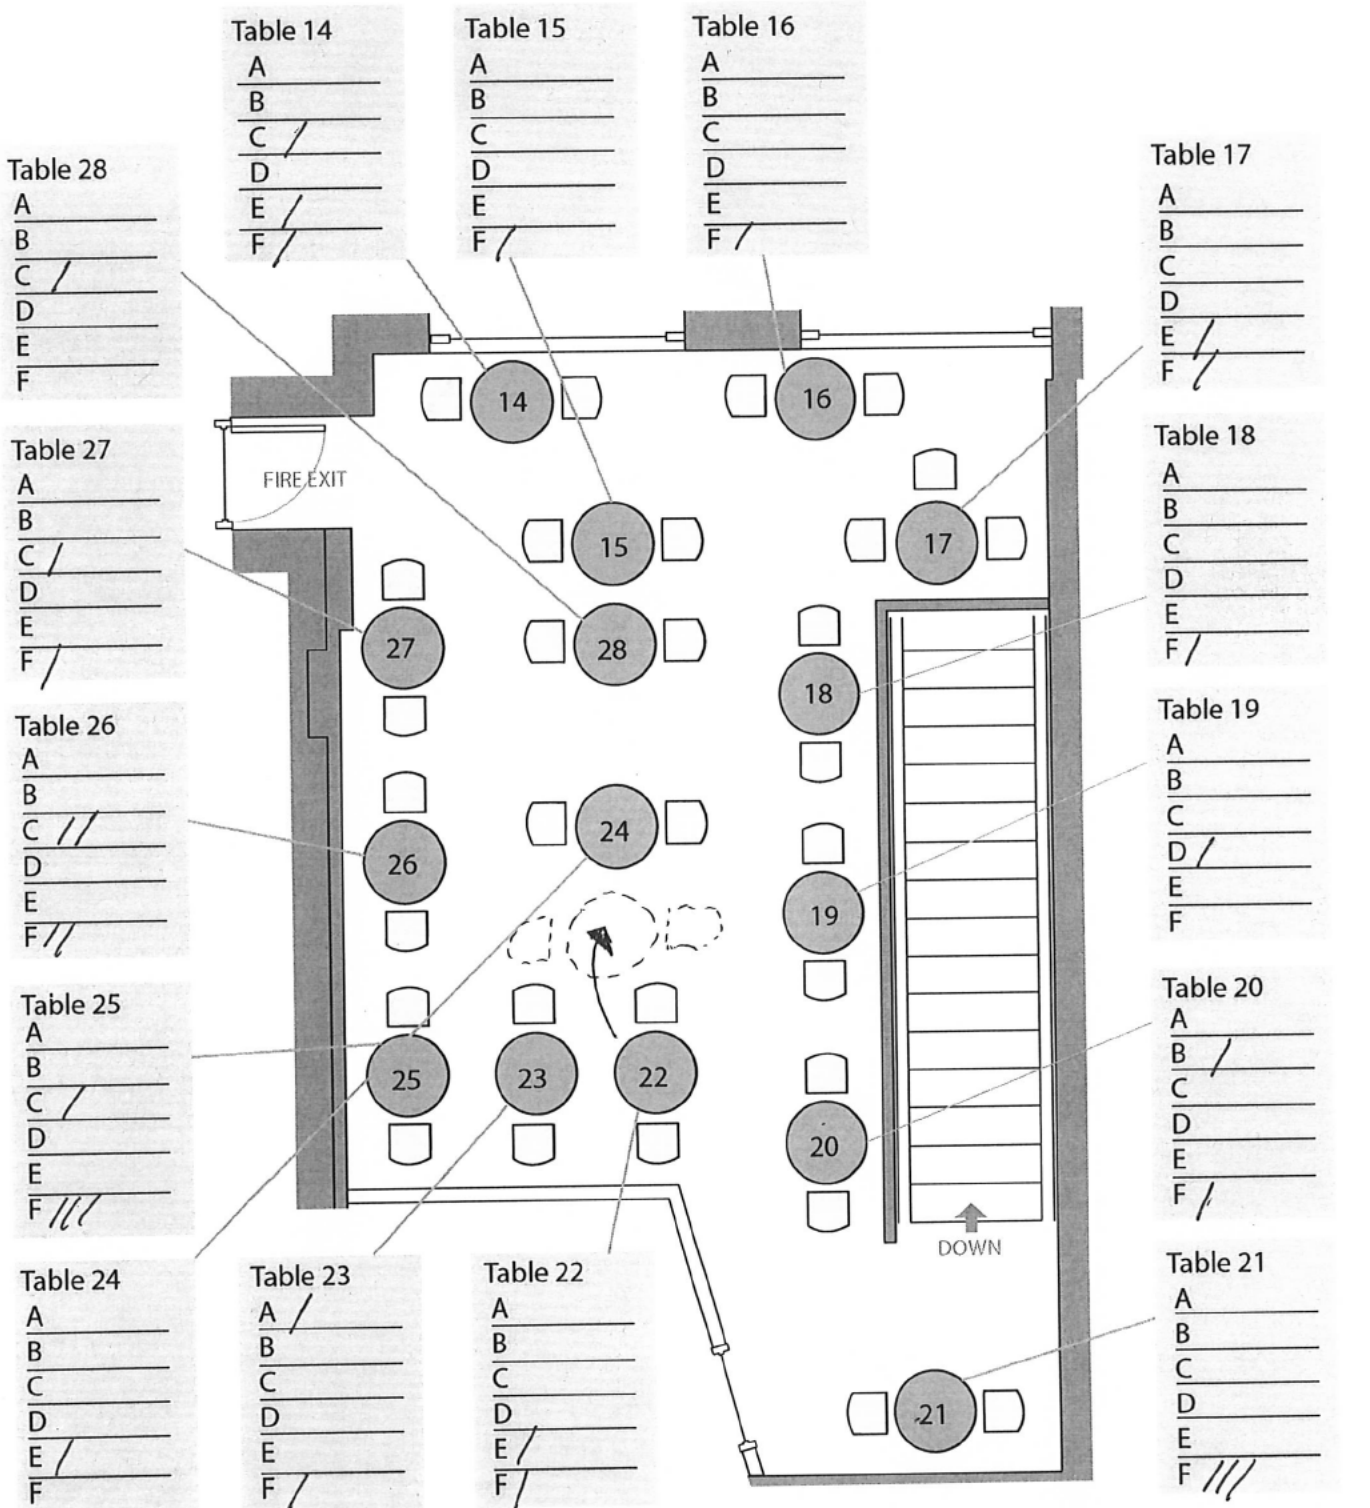 Table 14
A
B
C /
D
E /
F /
Table 15
A
B
C
D
E
F /
Table 16
A
B
C
D
E
F /
Table 17
A
B
C
D
E /
F /
Table 28
A
B
C /
D
E
F
Table 18
A
B
C
D
E
F /
Table 27
A
B
C /
D
E
F /
Table 19
A
B
C
D /
E
F
Table 26
A
B
C //
D
E
F //
Table 20
A
B /
C
D
E
F /
Table 25
A
B
C /
D
E
F ///
Table 21
A
B
C
D
E
F ///
Table 24
A
B
C
D
E /
F
Table 23
A /
B
C
D
E
F /
Table 22
A
B
C
D
E /
F /
14
16
FIRE EXIT
15
17
27
28
18
24
26
19
25
23
22
20
DOWN
21